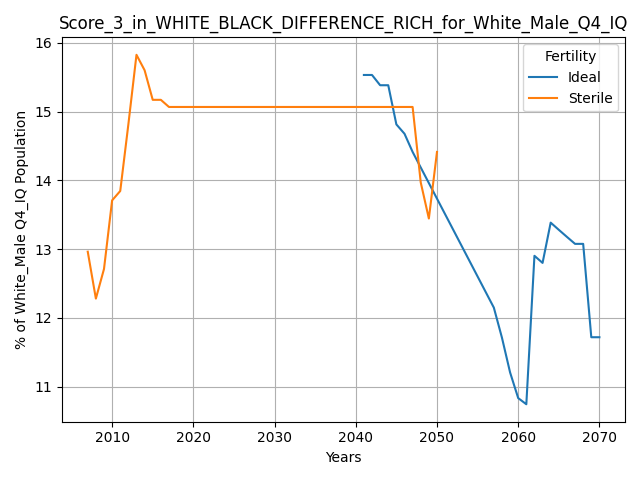 Score_3_in_WHITE_BLACK_DIFFERENCE_RICH_for_White_Male_Q4_IQ
% of White_Male Q4_IQ Population
16
15
14
13
12
11
Fertility
Ideal
Sterile
2010 2020 2030 2040 2050 2060 2070
Years